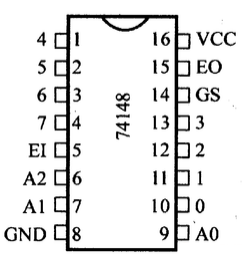 4 1 16 VCC
5 2 15 EO
6 3 14 GS
7 4 13 3
EI 5 12 2
A2 6 11 1
A1 7 10 0
GND 8 9 A0
74148